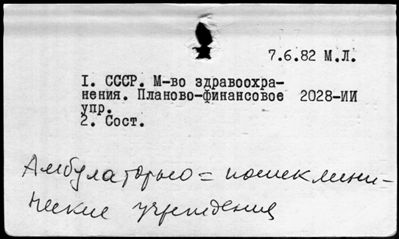 7.6.82 М.Л.
I. СССР. М-во здравоохра-
нения. Планово-финансовое 2028-ИИ
упр.
2. Сост.
Амбулаторно=поликлини-
ческие учреждения